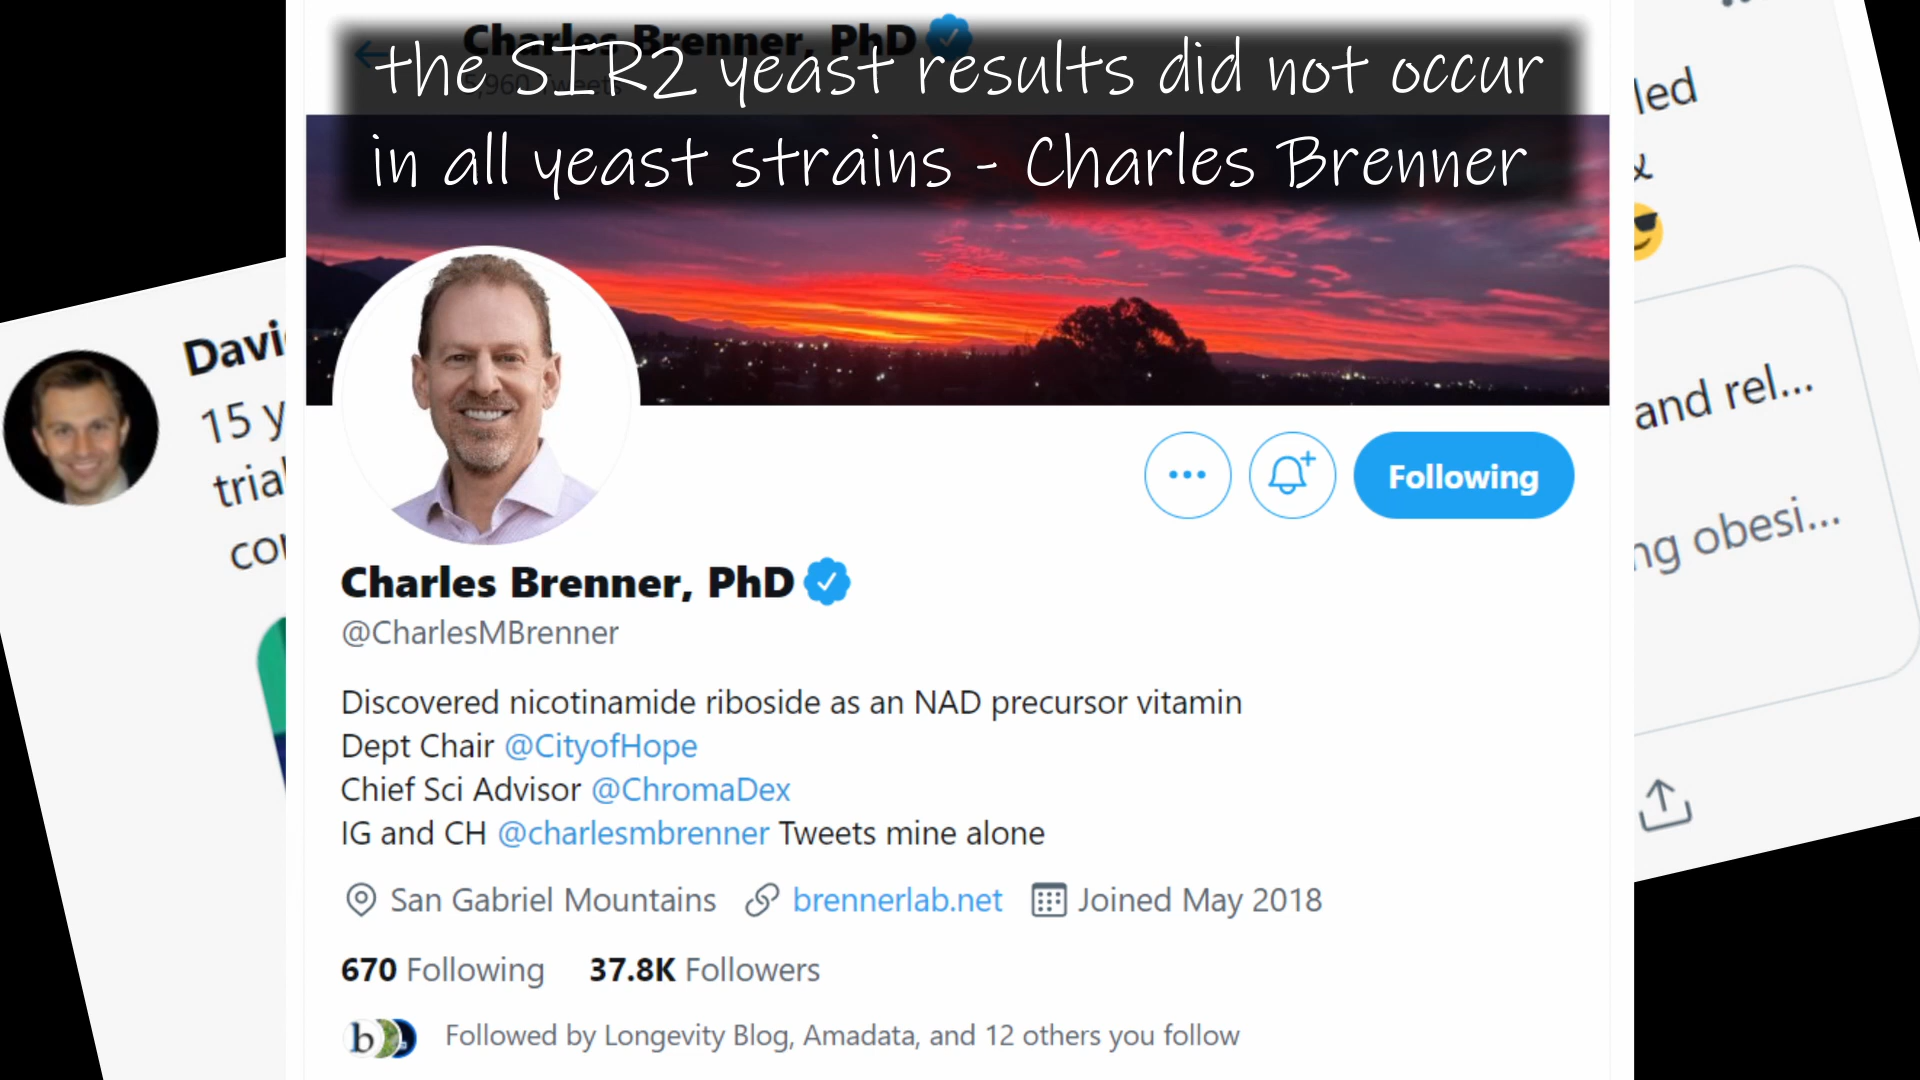 the SIR2 yeast results did not occur
in all yeast strains - Charles Brenner
Charles Brenner, PhD
Following
Charles Brenner, PhD
@CharlesMBrenner
Discovered nicotinamide riboside as an NAD precursor vitamin
Dept Chair @CityofHope
Chief Sci Advisor @ChromaDex
IG and CH @charlesmbrenner Tweets mine alone
San Gabriel Mountains brennerlab.net Joined May 2018
670 Following 37.8K Followers
b
Followed by Longevity Blog, Amadata, and 12 others you follow
Davi
15 y
trial
cor
led
&
and rel...
ng obesi...